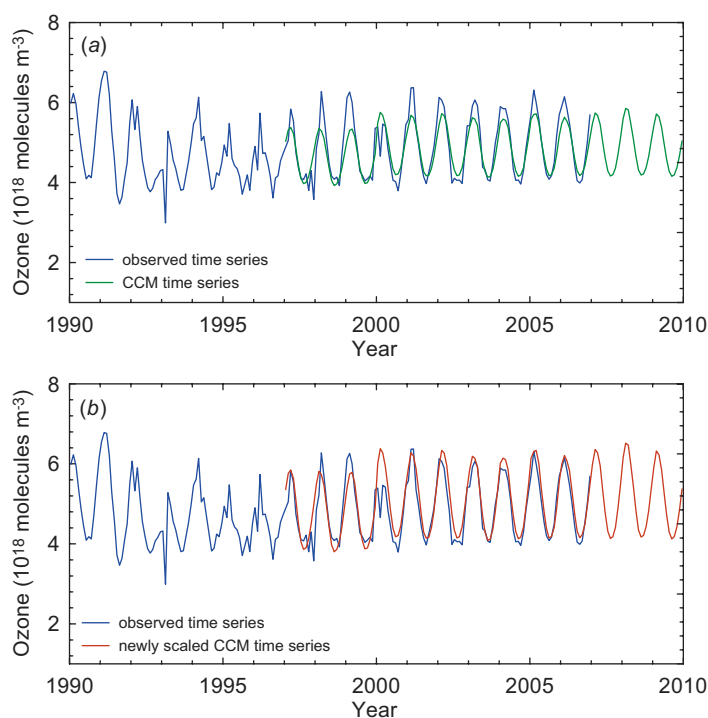 (a)
8
6
4
2
Ozone (10¹⁸ molecules m⁻³)
observed time series
CCM time series
1990 1995 2000 2005 2010
Year
(b)
8
6
4
2
Ozone (10¹⁸ molecules m⁻³)
observed time series
newly scaled CCM time series
1990 1995 2000 2005 2010
Year